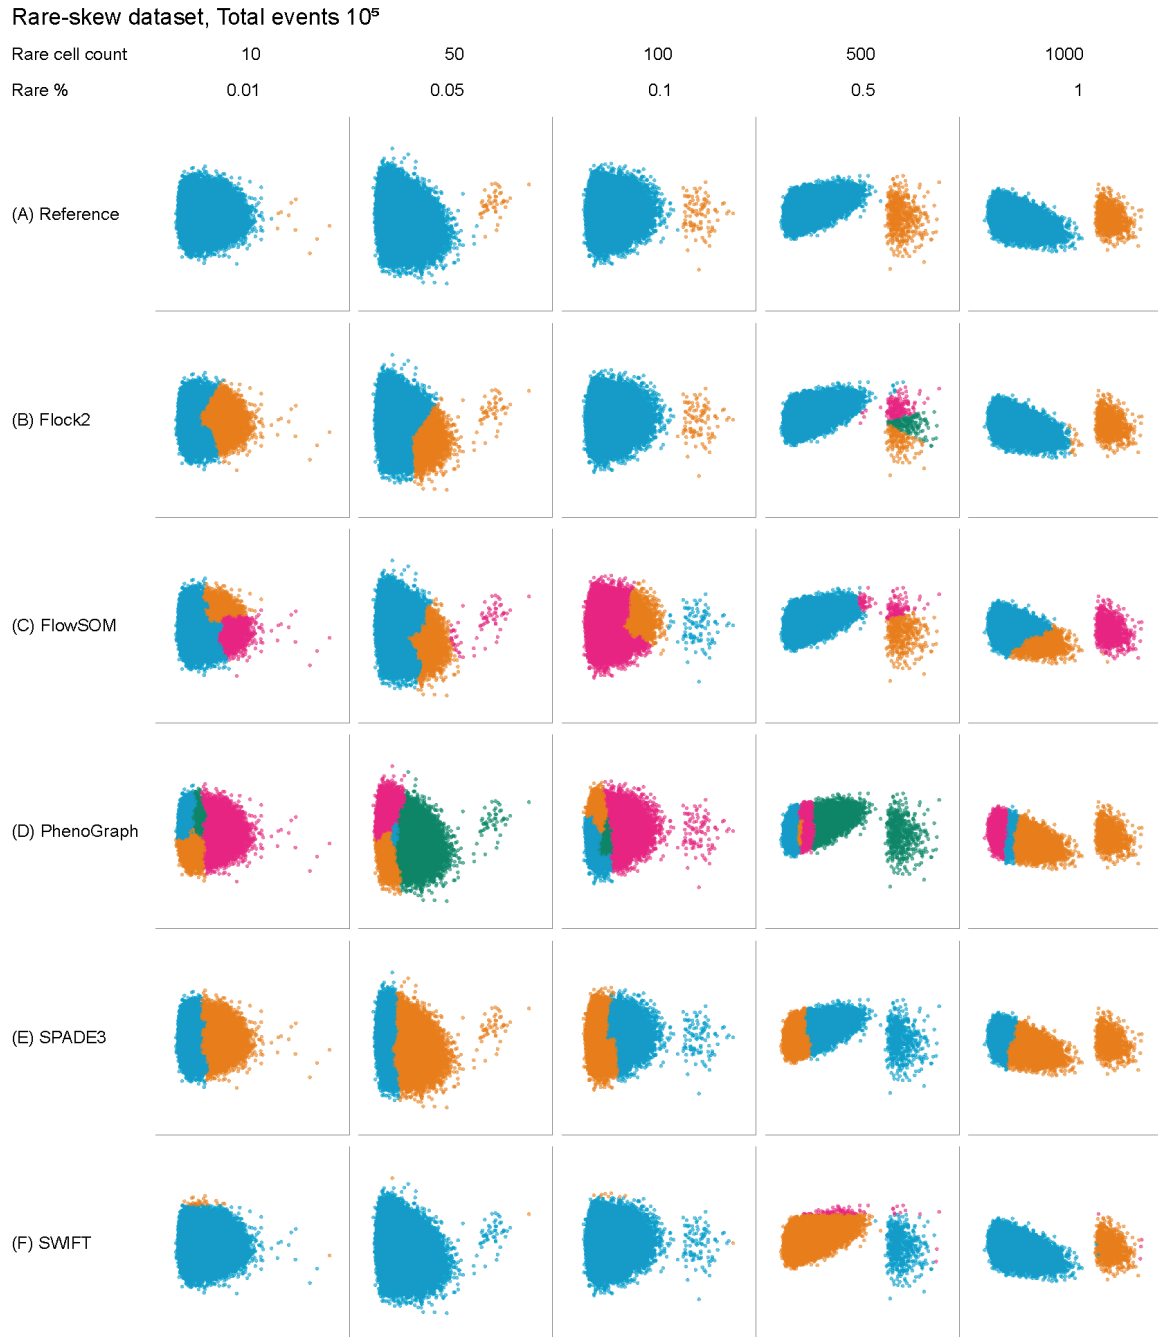 Rare-skew dataset, Total events 10⁵
Rare cell count 10 50 100 500 1000
Rare % 0.01 0.05 0.1 0.5 1
(A) Reference
(B) Flock2
(C) FlowSOM
(D) PhenoGraph
(E) SPADE3
(F) SWIFT